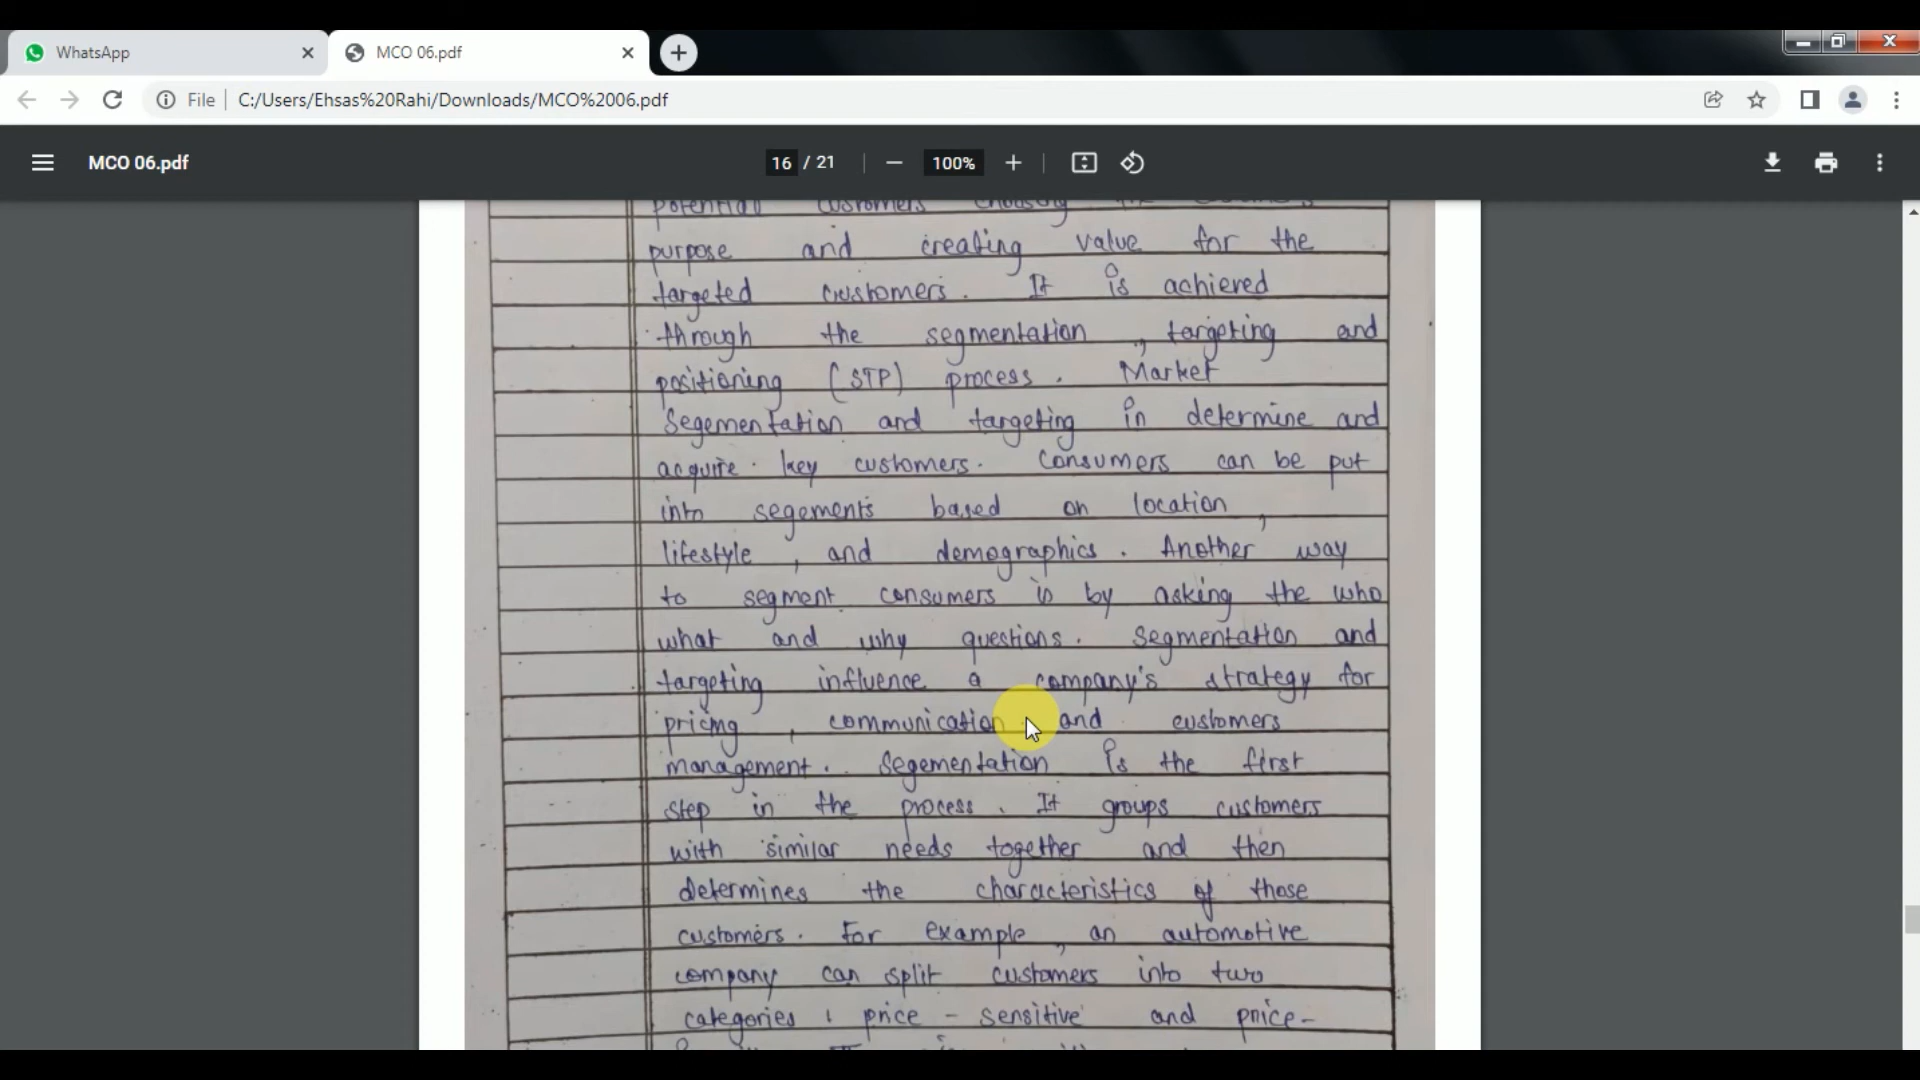 WhatsApp
MCO 06.pdf
File
C:/Users/Ehsas%20Rahi/Downloads/MCO%2006.pdf
MCO 06.pdf
16 / 21
100%
potential customers choosing the
purpose and creating value for the
targeted customers. It is achieved
through the segmentation, targeting and
positioning (STP) process. Market
Segementation and targeting in determine and
acquire key customers. Consumers can be put
into segements based on location,
lifestyle, and demographics. Another way
to segment consumers is by asking the who
what and why questions. Segmentation and
targeting influence a company's strategy for
pricing, communication and customers
management. Segementation is the first
step in the process. It groups customers
with similar needs together and then
determines the characteristics of those
customers. For example, an automotive
company can split customers into two
categories : price - sensitive and price-